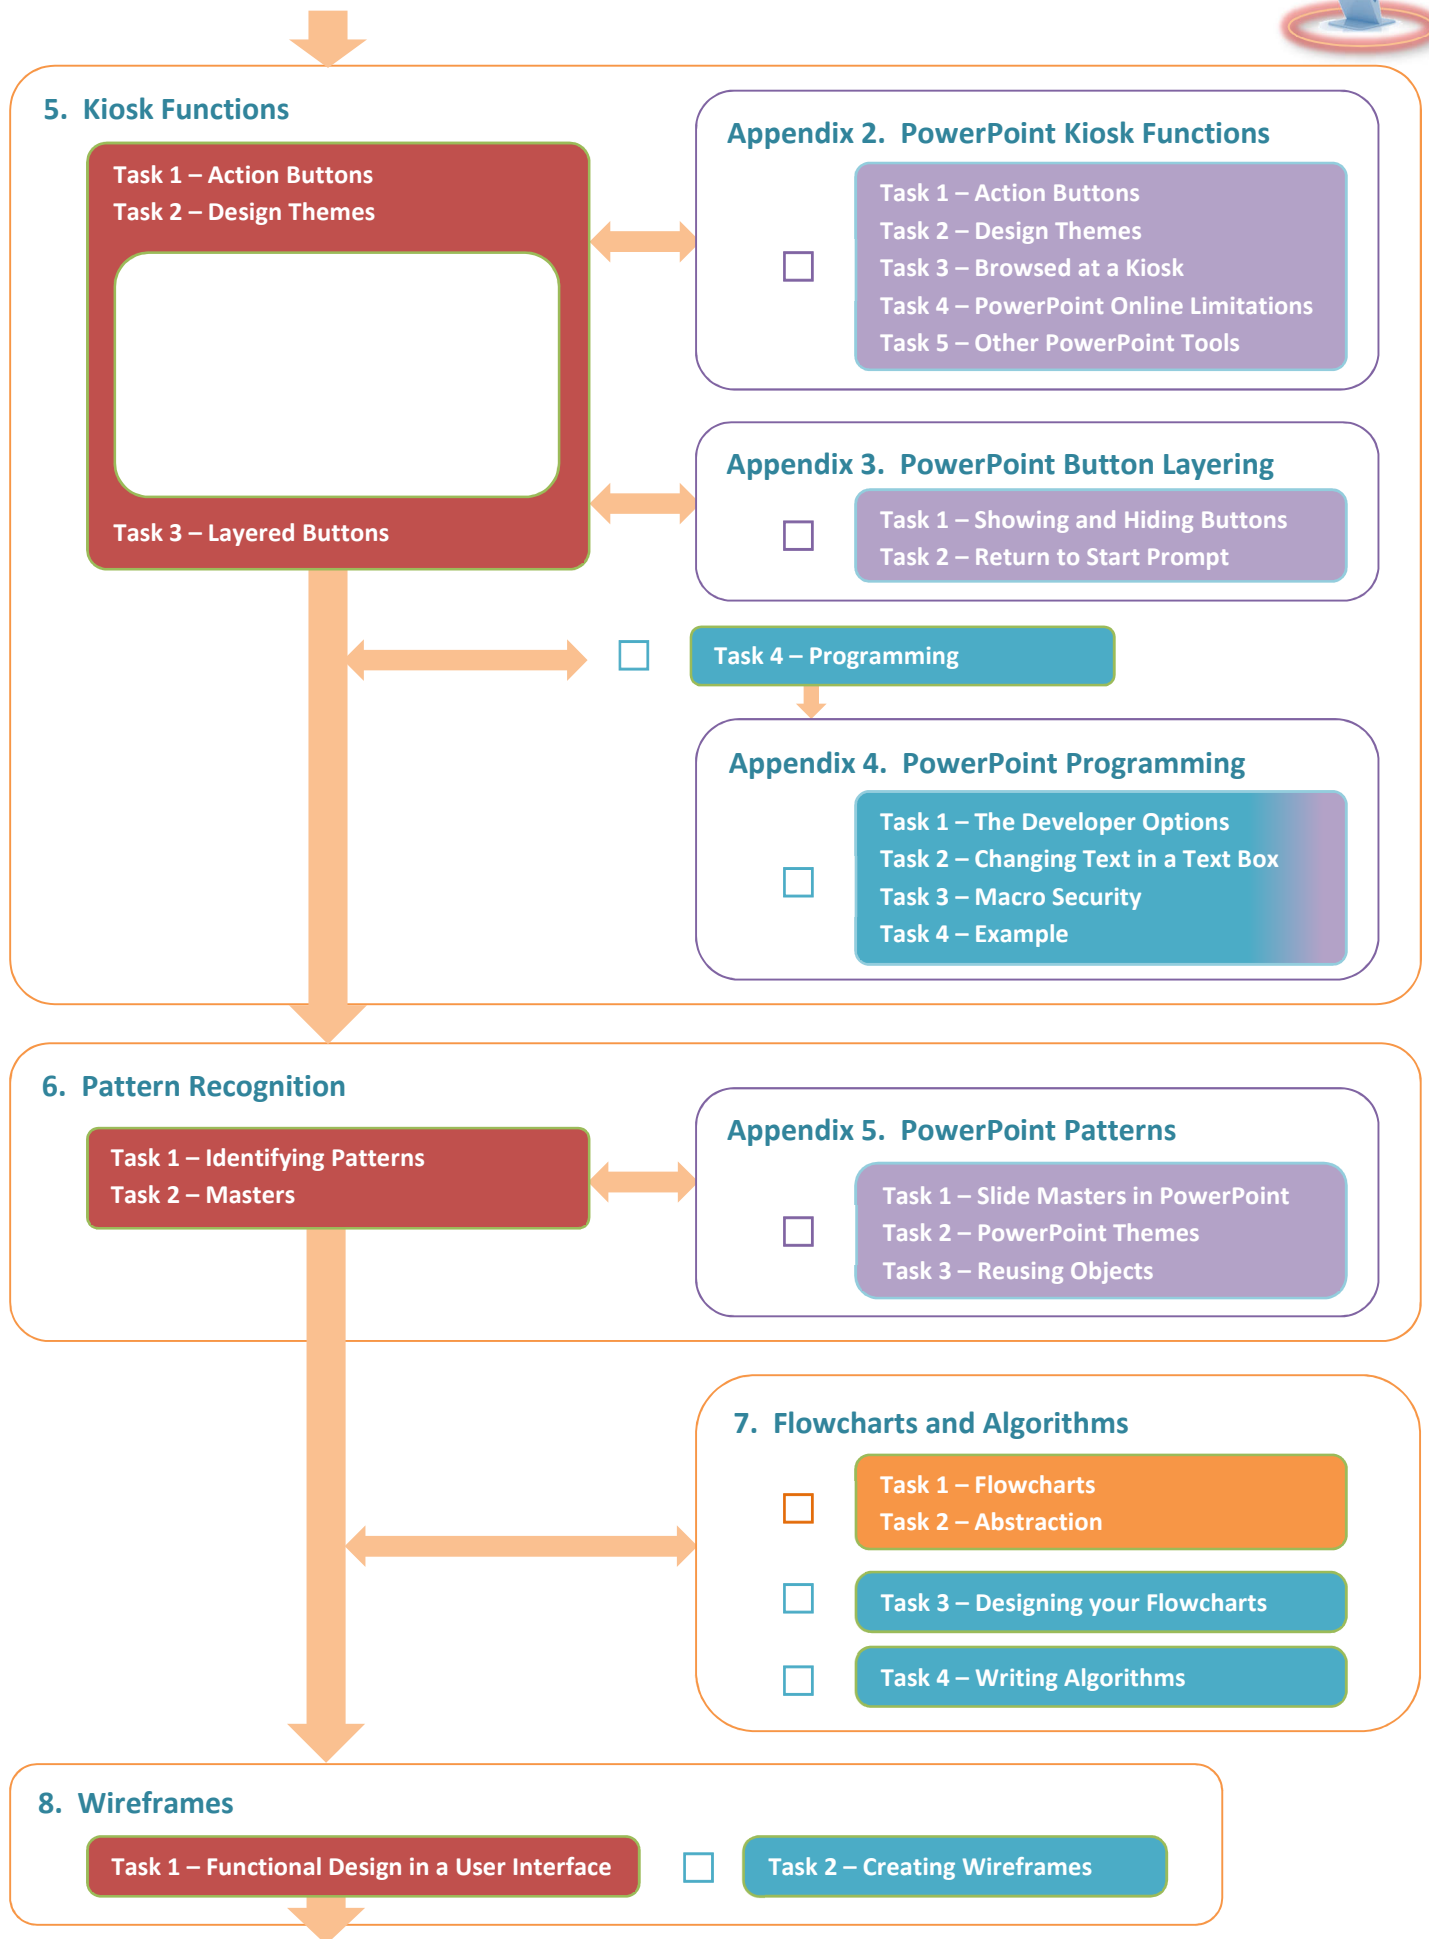 5. Kiosk Functions
Task 1 – Action Buttons
Task 2 – Design Themes
Task 3 – Layered Buttons
Appendix 2. PowerPoint Kiosk Functions
Task 1 – Action Buttons
Task 2 – Design Themes
Task 3 – Browsed at a Kiosk
Task 4 – PowerPoint Online Limitations
Task 5 – Other PowerPoint Tools
Appendix 3. PowerPoint Button Layering
Task 1 – Showing and Hiding Buttons
Task 2 – Return to Start Prompt
Task 4 – Programming
Appendix 4. PowerPoint Programming
Task 1 – The Developer Options
Task 2 – Changing Text in a Text Box
Task 3 – Macro Security
Task 4 – Example
6. Pattern Recognition
Task 1 – Identifying Patterns
Task 2 – Masters
Appendix 5. PowerPoint Patterns
Task 1 – Slide Masters in PowerPoint
Task 2 – PowerPoint Themes
Task 3 – Reusing Objects
7. Flowcharts and Algorithms
Task 1 – Flowcharts
Task 2 – Abstraction
Task 3 – Designing your Flowcharts
Task 4 – Writing Algorithms
8. Wireframes
Task 1 – Functional Design in a User Interface
Task 2 – Creating Wireframes